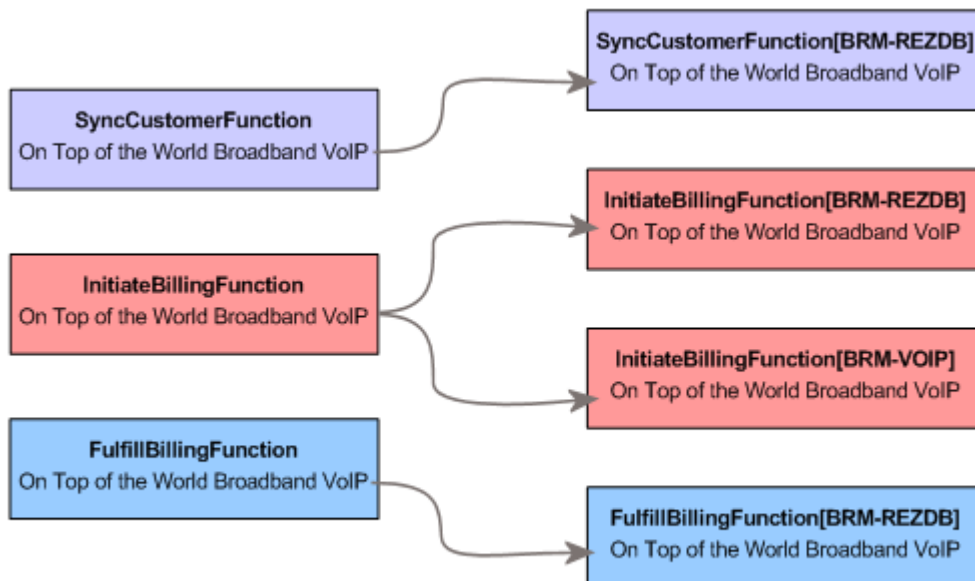 SyncCustomerFunction[BRM-REZDB]
On Top of the World Broadband VoIP
SyncCustomerFunction
On Top of the World Broadband VoIP
InitiateBillingFunction[BRM-REZDB]
On Top of the World Broadband VoIP
InitiateBillingFunction
On Top of the World Broadband VoIP
InitiateBillingFunction[BRM-VOIP]
On Top of the World Broadband VoIP
FulfillBillingFunction
On Top of the World Broadband VoIP
FulfillBillingFunction[BRM-REZDB]
On Top of the World Broadband VoIP